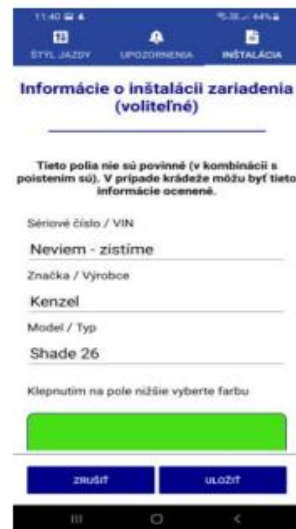 11:40
44%
ŠTÝL JAZDY UPOZORNENIA INŠTALÁCIA
Informácie o inštalácii zariadenia
(voliteľné)
Tieto polia nie sú povinné (v kombinácii s
poistením sú). V prípade krádeže môžu byť tieto
informácie ocenené.
Sériové číslo / VIN
Neviem - zistíme
Značka / Výrobce
Kenzel
Model / Typ
Shade 26
Klepnutím na pole nižšie vyberte farbu
ZRUŠIŤ ULOŽIŤ